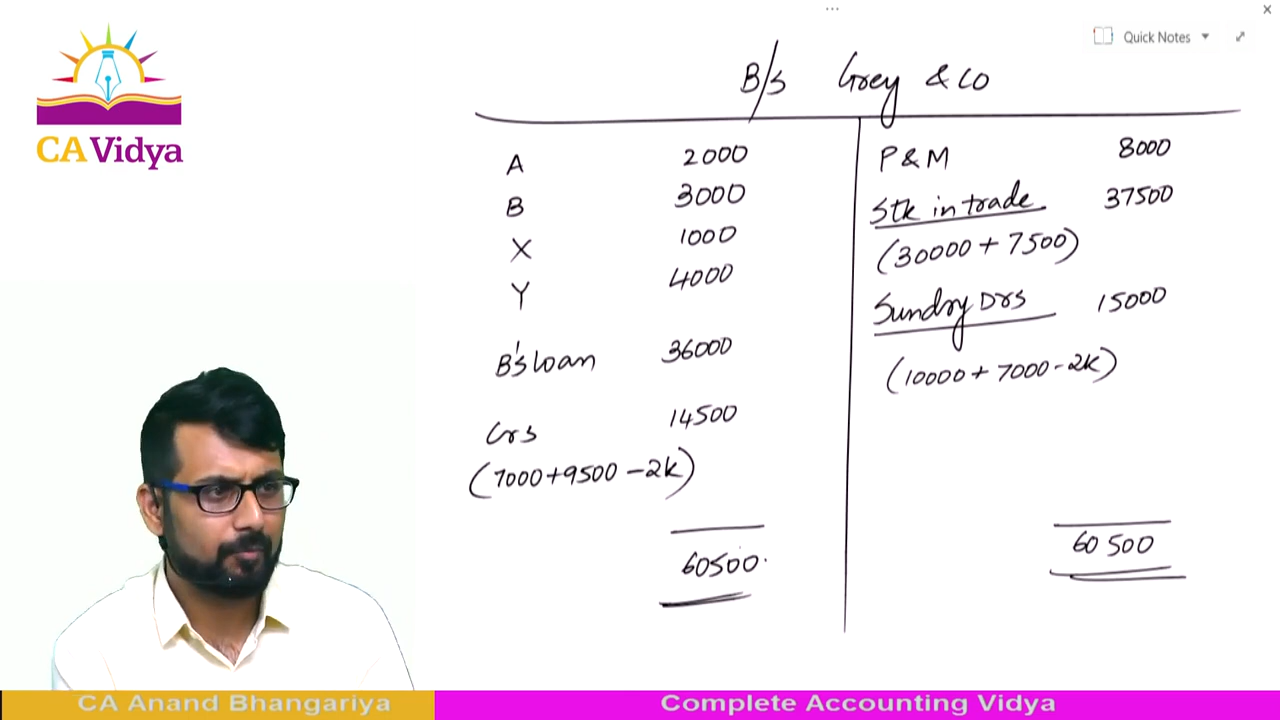 CA Vidya
Quick Notes
B/s Grey & CO
A 2000
B 3000
X 1000
Y 4000
B's loan 36000
Crs 14500
(7000+9500-2K)
60500
P & M 8000
Stk in trade 37500
(30000 + 7500)
Sundry Drs 15000
(10000 + 7000 - 2K)
60500
CA Anand Bhangariya
Complete Accounting Vidya